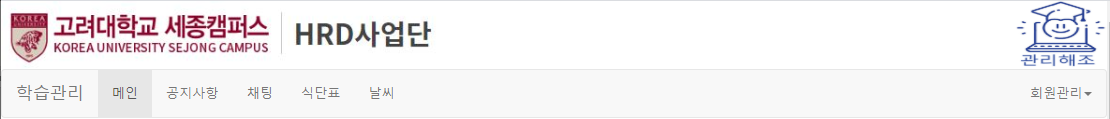 KOREA
UNIVERSITY
고려대학교 세종캠퍼스
KOREA UNIVERSITY SEJONG CAMPUS
HRD사업단
관리해조
학습관리 메인 공지사항 채팅 식단표 날씨 회원관리